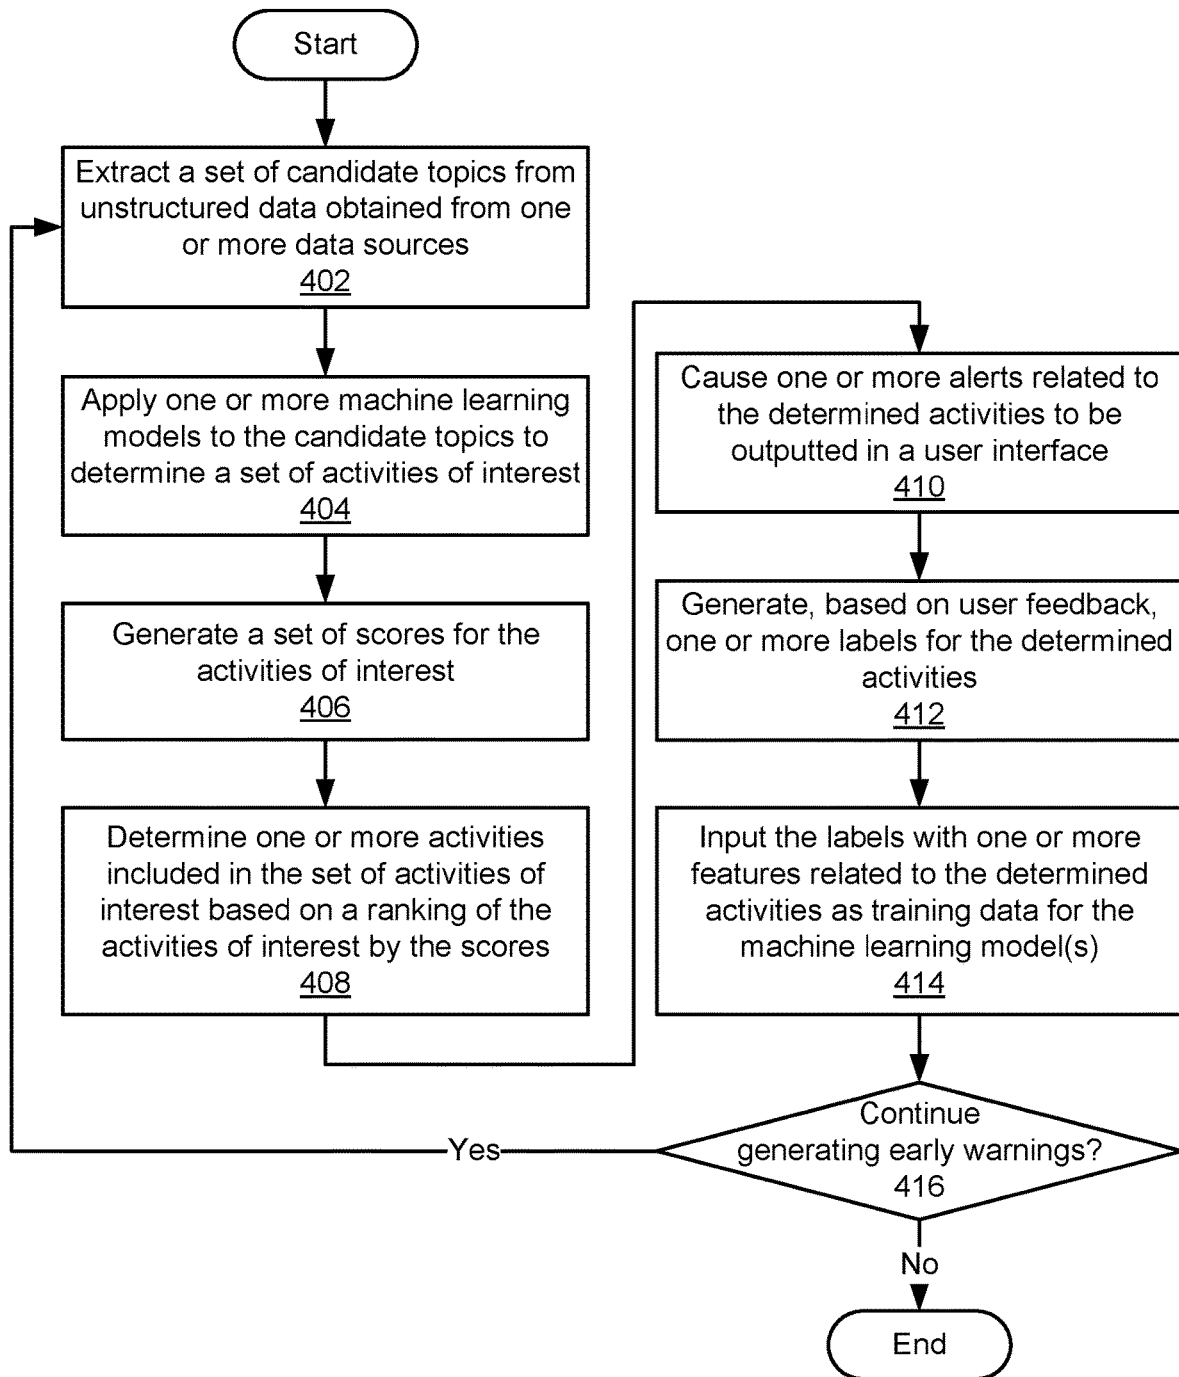 Start
Extract a set of candidate topics from
unstructured data obtained from one
or more data sources
402
Apply one or more machine learning
models to the candidate topics to
determine a set of activities of interest
404
Generate a set of scores for the
activities of interest
406
Determine one or more activities
included in the set of activities of
interest based on a ranking of the
activities of interest by the scores
408
Cause one or more alerts related to
the determined activities to be
outputted in a user interface
410
Generate, based on user feedback,
one or more labels for the determined
activities
412
Input the labels with one or more
features related to the determined
activities as training data for the
machine learning model(s)
414
Continue
generating early warnings?
416
Yes
No
End